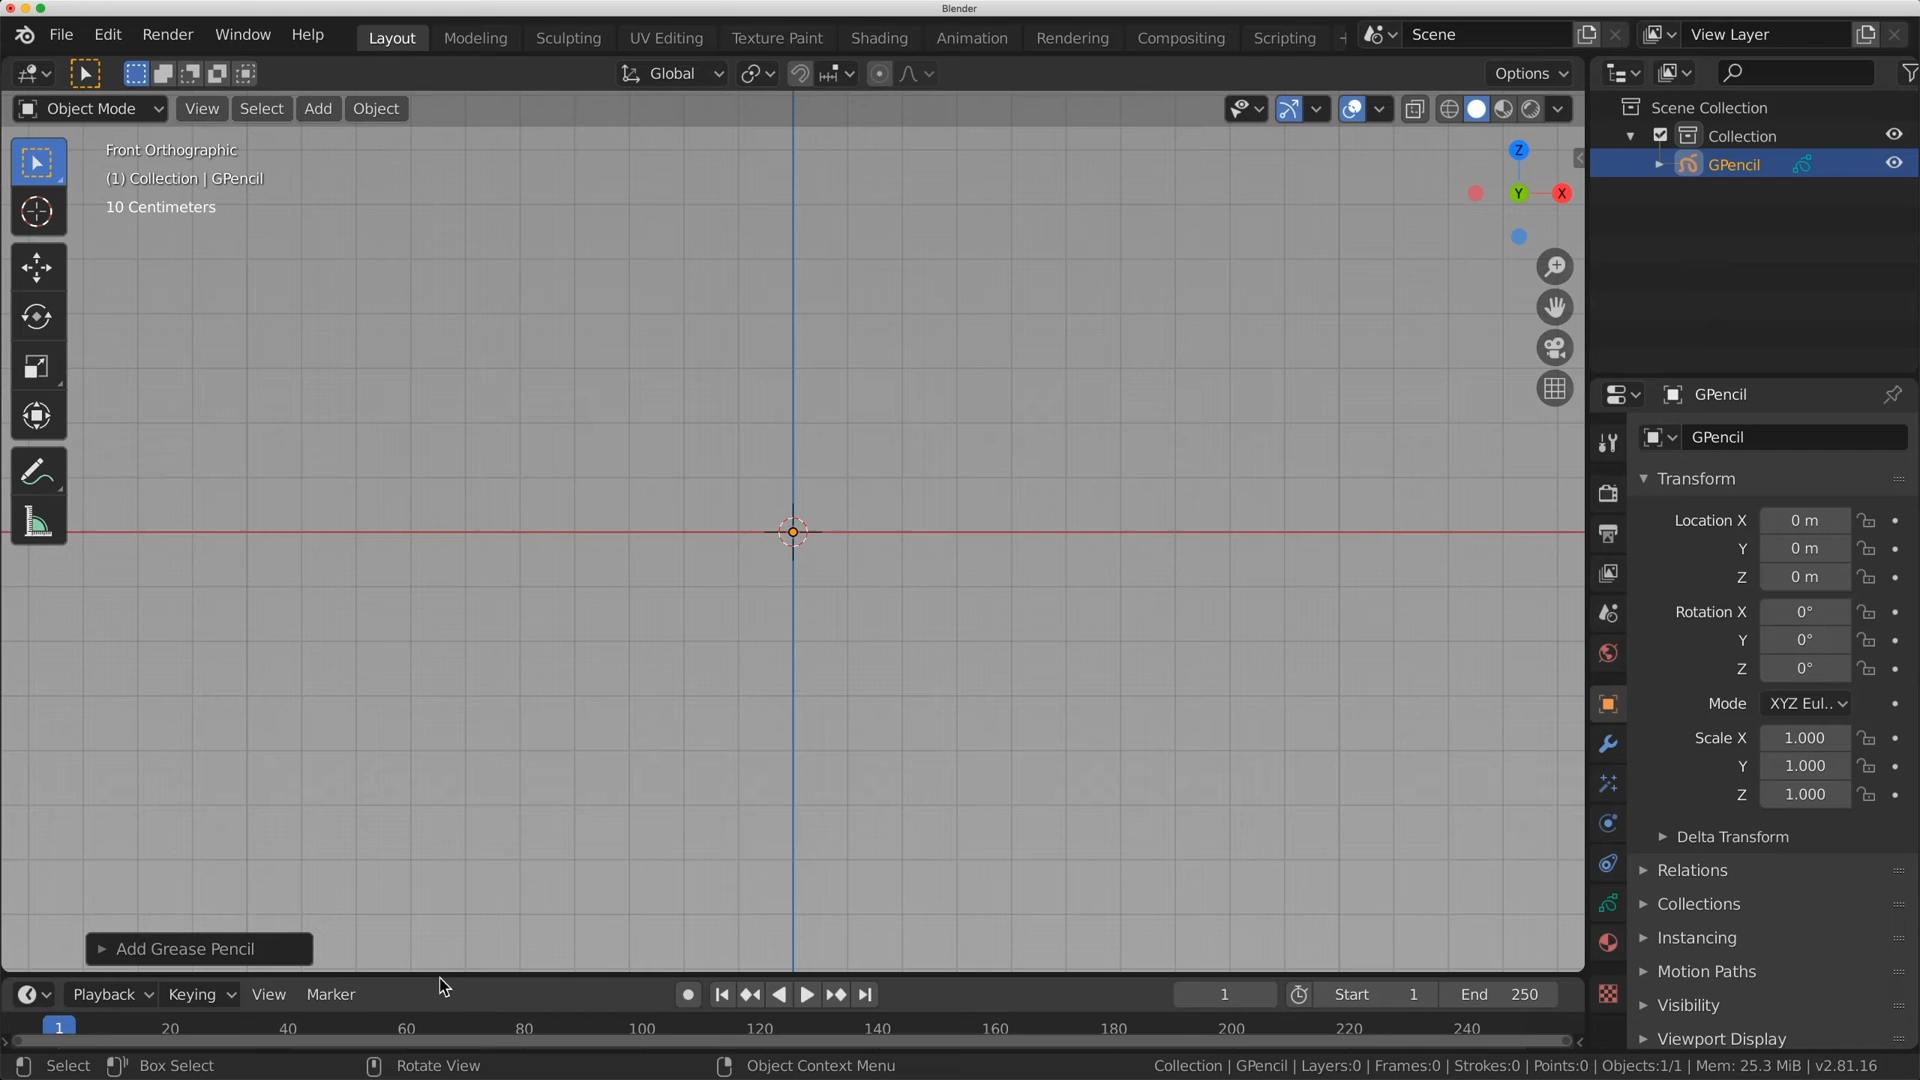 Blender
File Edit Render Window Help
Layout Modeling Sculpting UV Editing Texture Paint Shading Animation Rendering Compositing Scripting
Scene
View Layer
Global
Options
Object Mode View Select Add Object
Front Orthographic
(1) Collection | GPencil
10 Centimeters
Z
Y
X
Scene Collection
Collection
GPencil
GPencil
GPencil
Transform
Location X 0 m
Y 0 m
Z 0 m
Rotation X 0°
Y 0°
Z 0°
Mode XYZ Eul..
Scale X 1.000
Y 1.000
Z 1.000
Delta Transform
Relations
Collections
Instancing
Motion Paths
Visibility
Viewport Display
Add Grease Pencil
Playback Keying View Marker
1
Start 1
End 250
1 20 40 60 80 100 120 140 160 180 200 220 240
Select Box Select Rotate View Object Context Menu
Collection | GPencil | Layers:0 | Frames:0 | Strokes:0 | Points:0 | Objects:1/1 | Mem: 25.3 MiB | v2.81.16